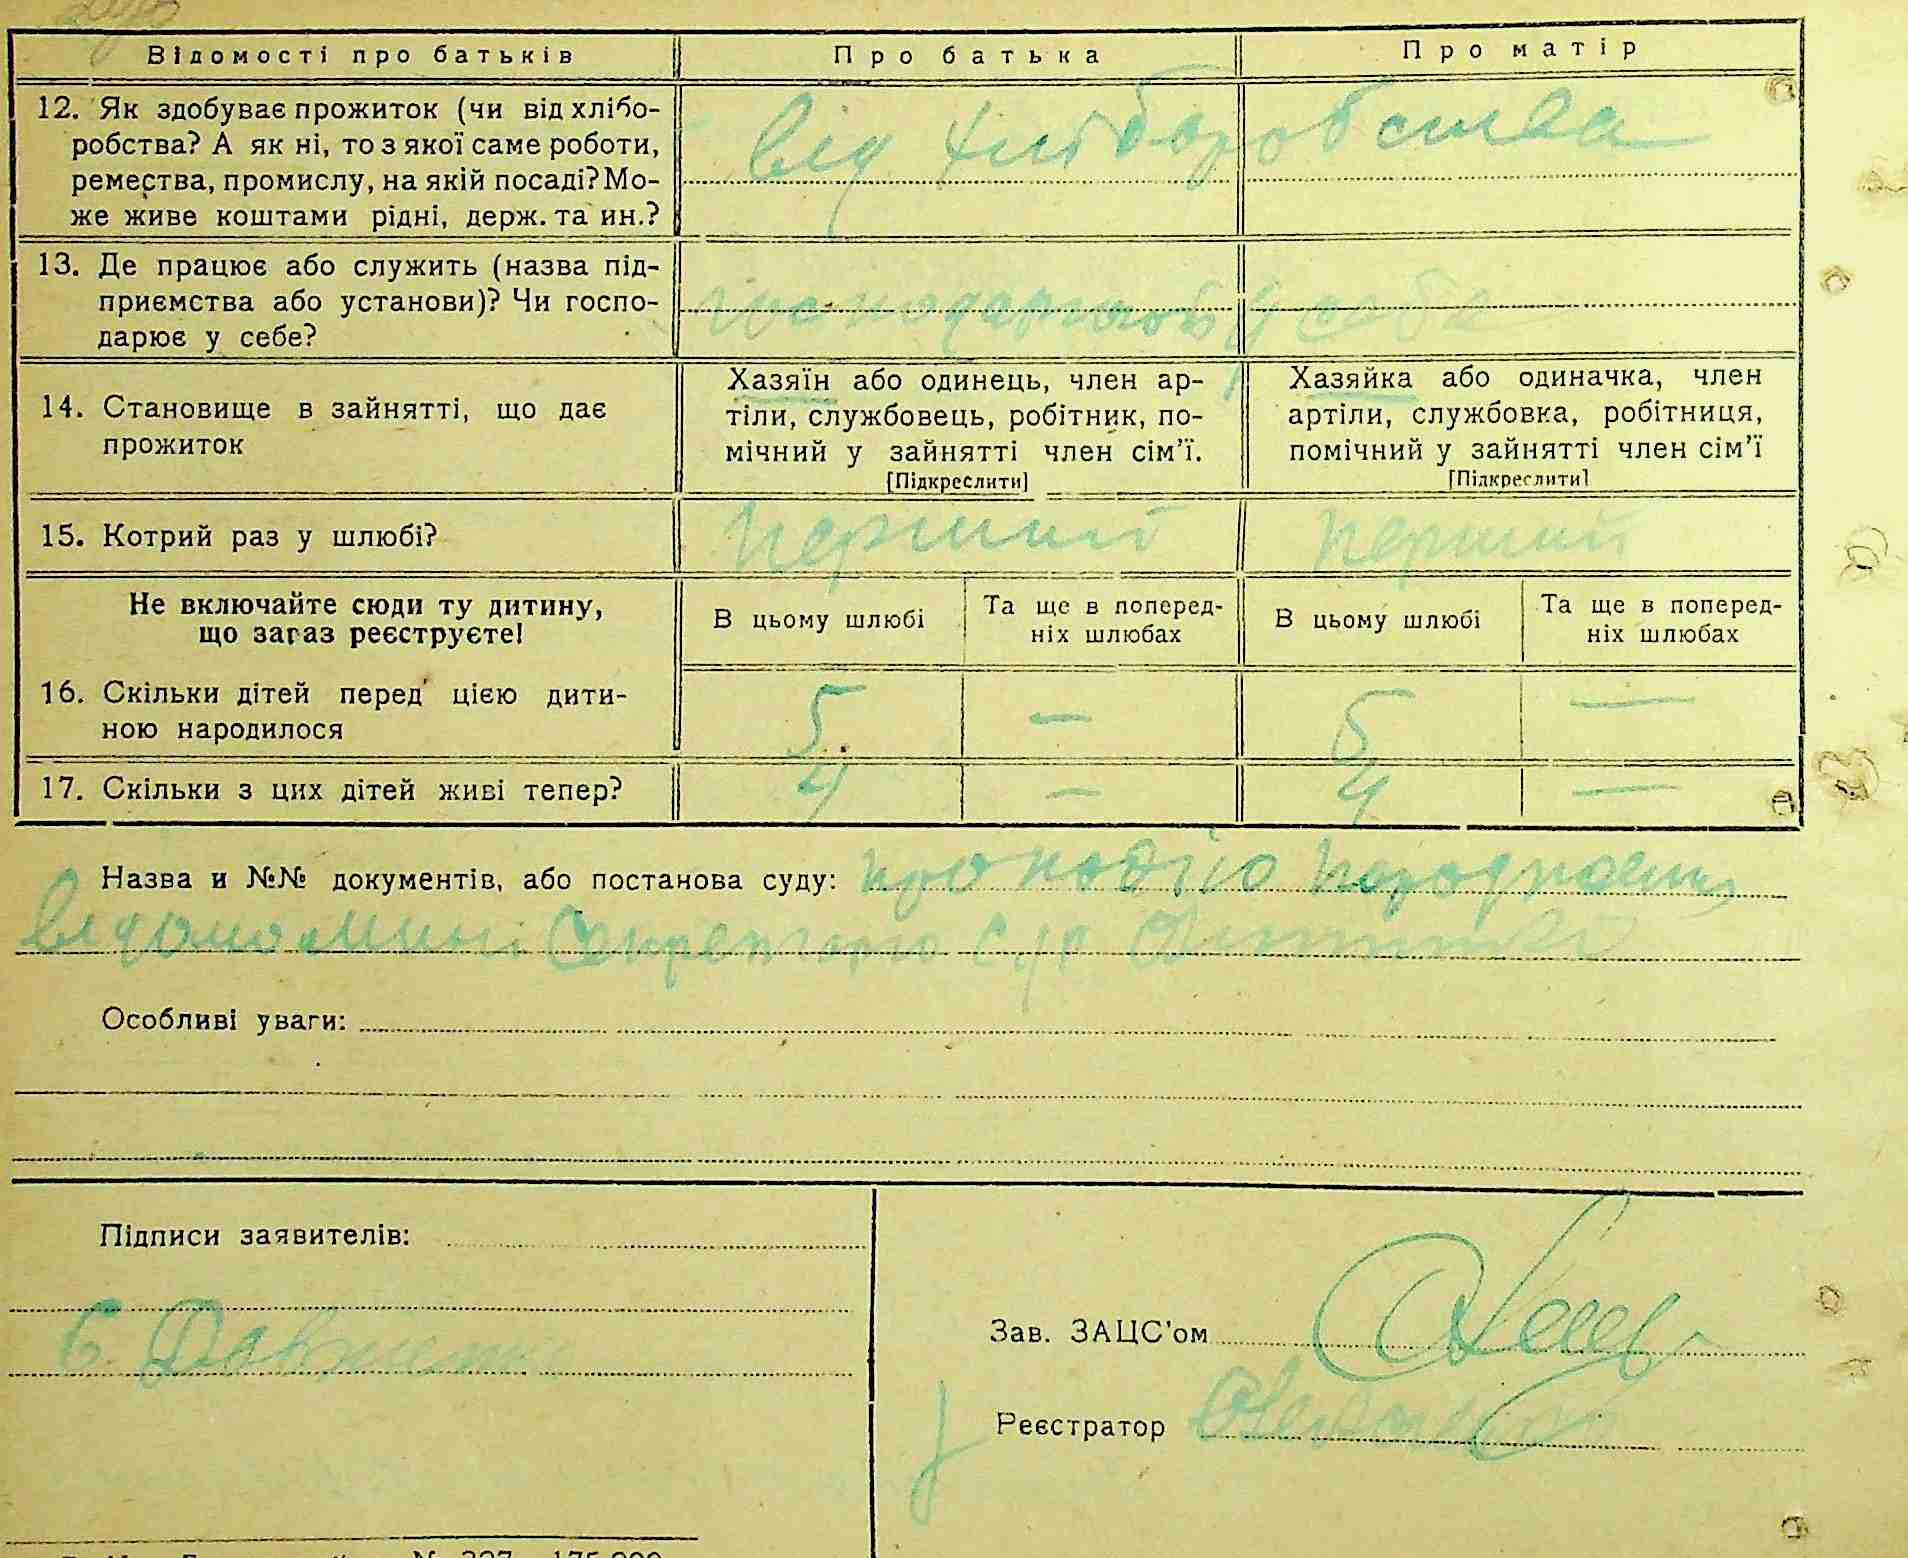 Відомості про батьків Про батька Про матір
12. Як здобуває прожиток (чи від хлібо-
робства? А як ні, то з якої саме роботи,
ремества, промислу, на якій посаді? Мо-
же живе коштами рідні, держ. та ин.?
від хліборобства
13. Де працює або служить (назва під-
приємства або установи)? Чи госпо-
дарює у себе?
у себе
14. Становище в зайнятті, що дає
прожиток
Хазяїн або одинець, член ар-
тіли, службовець, робітник, по-
мічний у зайнятті член сім’ї.
[Підкреслити]
Хазяйка або одиначка, член
артіли, службовка, робітниця,
помічний у зайнятті член сім’ї
[Підкреслити]
15. Котрий раз у шлюбі? перший перший
Не включайте сюди ту дитину,
що зараз реєструєте!
В цьому шлюбі
Та ще в поперед-
ніх шлюбах
В цьому шлюбі
Та ще в поперед-
ніх шлюбах
16. Скільки дітей перед цією дити-
ною народилося
5 — 5 —
17. Скільки з цих дітей живі тепер? 4 — 4 —
Назва и №№ документів, або постанова суду: про подію
Особливі уваги:
Підписи заявителів:
Зав. ЗАЦС'ом
Реєстратор